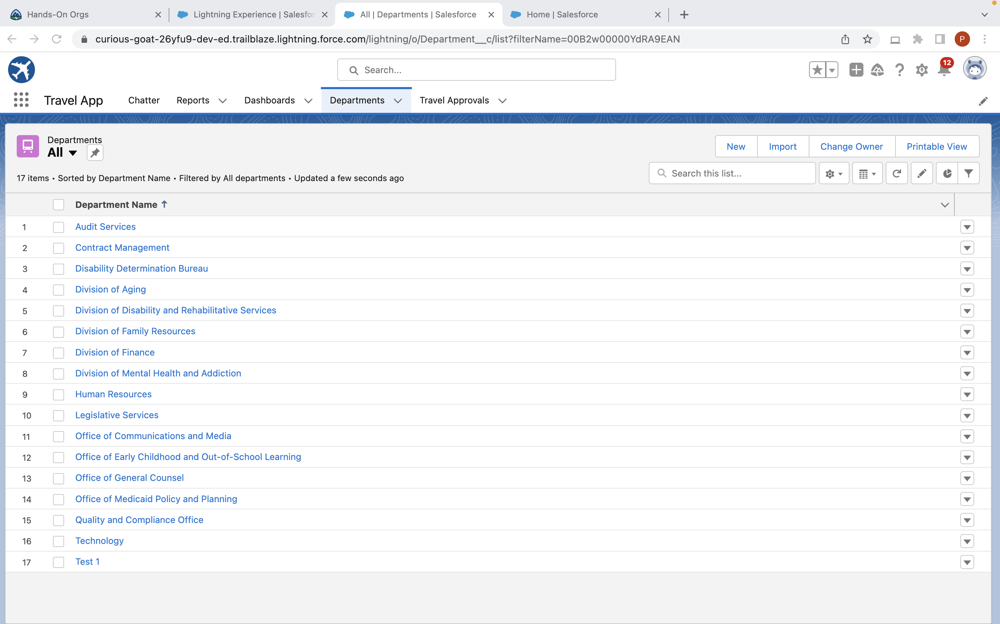 Hands-On Orgs
Lightning Experience | Salesfor
All | Departments | Salesforce
Home | Salesforce
curious-goat-26yfu9-dev-ed.trailblaze.lightning.force.com/lightning/o/Department__c/list?filterName=00B2w00000YdRA9EAN
P
Search...
12
Travel App
Chatter
Reports
Dashboards
Departments
Travel Approvals
Departments
All
New
Import
Change Owner
Printable View
17 items • Sorted by Department Name • Filtered by All departments • Updated a few seconds ago
Search this list...
Department Name
1 Audit Services
2 Contract Management
3 Disability Determination Bureau
4 Division of Aging
5 Division of Disability and Rehabilitative Services
6 Division of Family Resources
7 Division of Finance
8 Division of Mental Health and Addiction
9 Human Resources
10 Legislative Services
11 Office of Communications and Media
12 Office of Early Childhood and Out-of-School Learning
13 Office of General Counsel
14 Office of Medicaid Policy and Planning
15 Quality and Compliance Office
16 Technology
17 Test 1